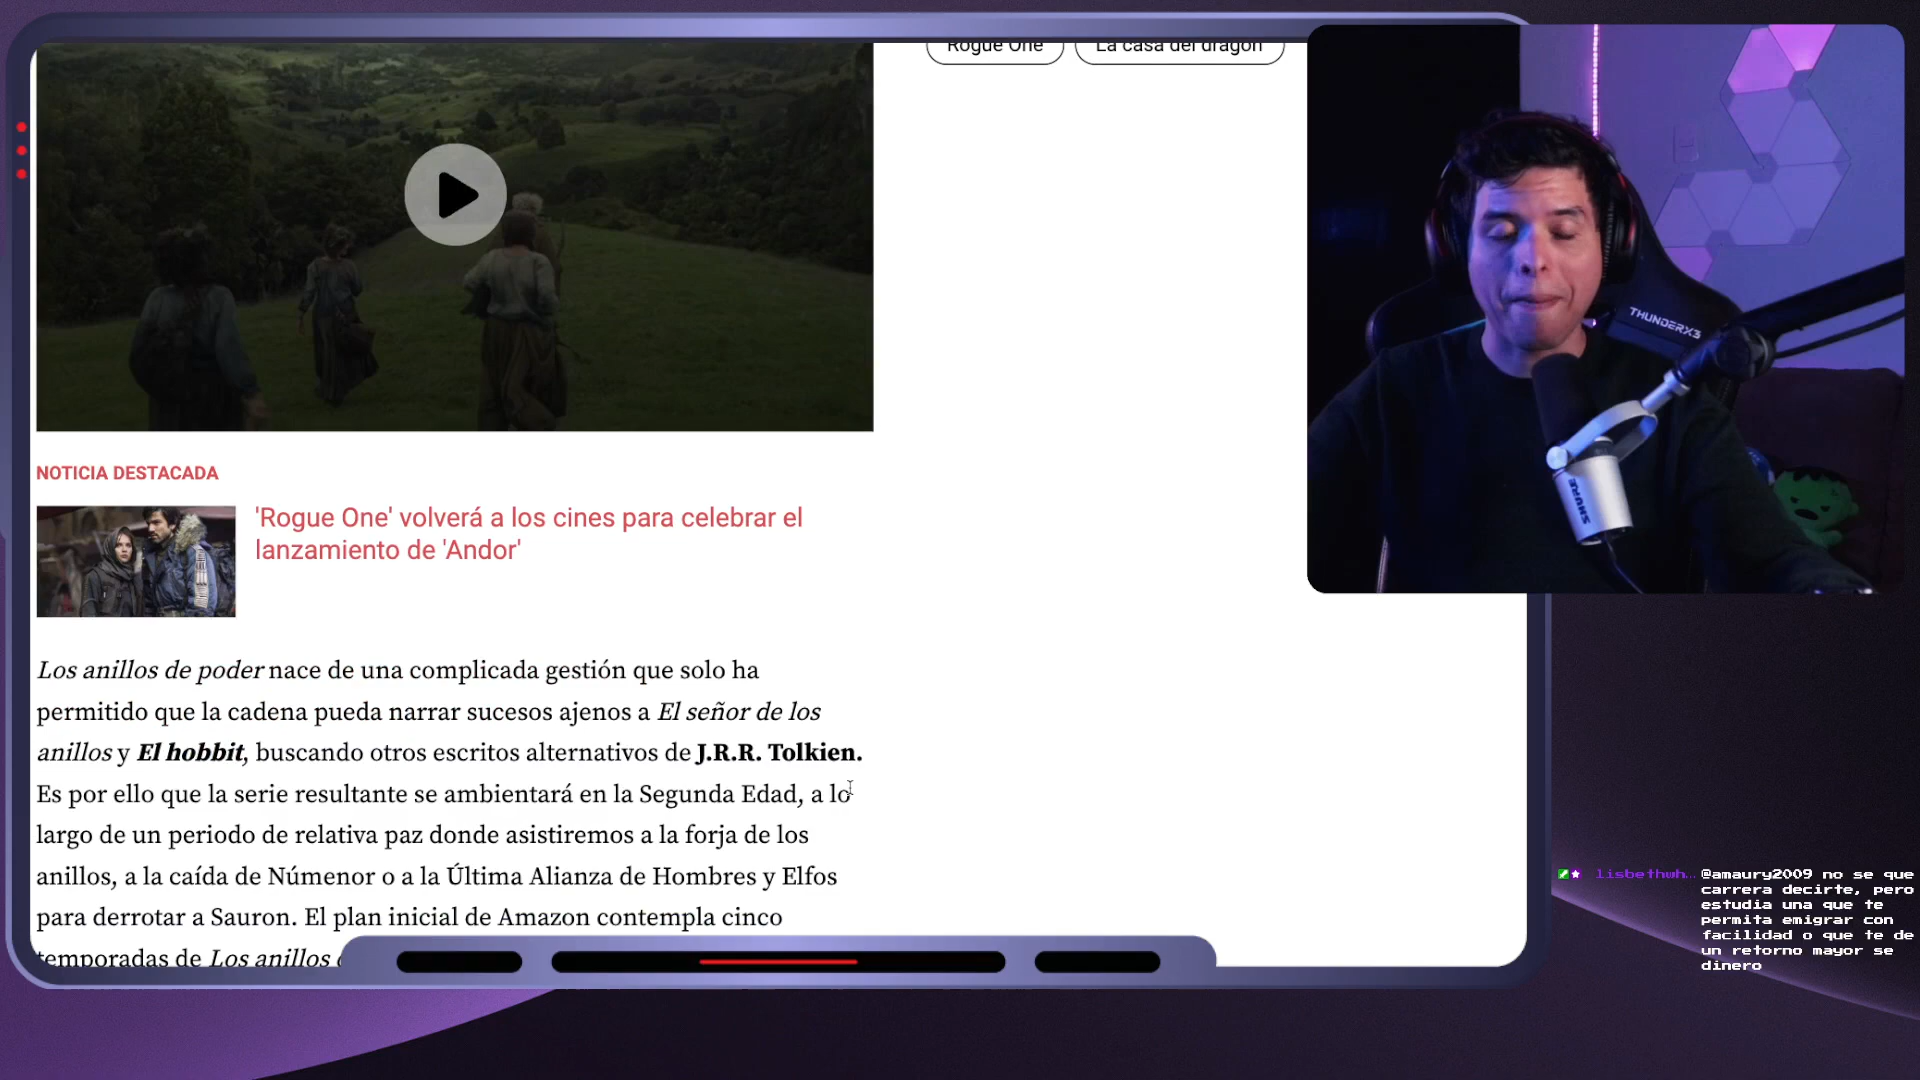 Rogue One
La casa del dragón
NOTICIA DESTACADA
'Rogue One' volverá a los cines para celebrar el
lanzamiento de 'Andor'
Los anillos de poder nace de una complicada gestión que solo ha
permitido que la cadena pueda narrar sucesos ajenos a El señor de los
anillos y El hobbit, buscando otros escritos alternativos de J.R.R. Tolkien.
Es por ello que la serie resultante se ambientará en la Segunda Edad, a lo
largo de un periodo de relativa paz donde asistiremos a la forja de los
anillos, a la caída de Númenor o a la Última Alianza de Hombres y Elfos
para derrotar a Sauron. El plan inicial de Amazon contempla cinco
temporadas de Los anillos
THUNDERX3
SHURE
lisbethwh... @amaury2009 no se que
carrera decirte, pero
estudia una que te
permita emigrar con
facilidad o que te de
un retorno mayor se
dinero